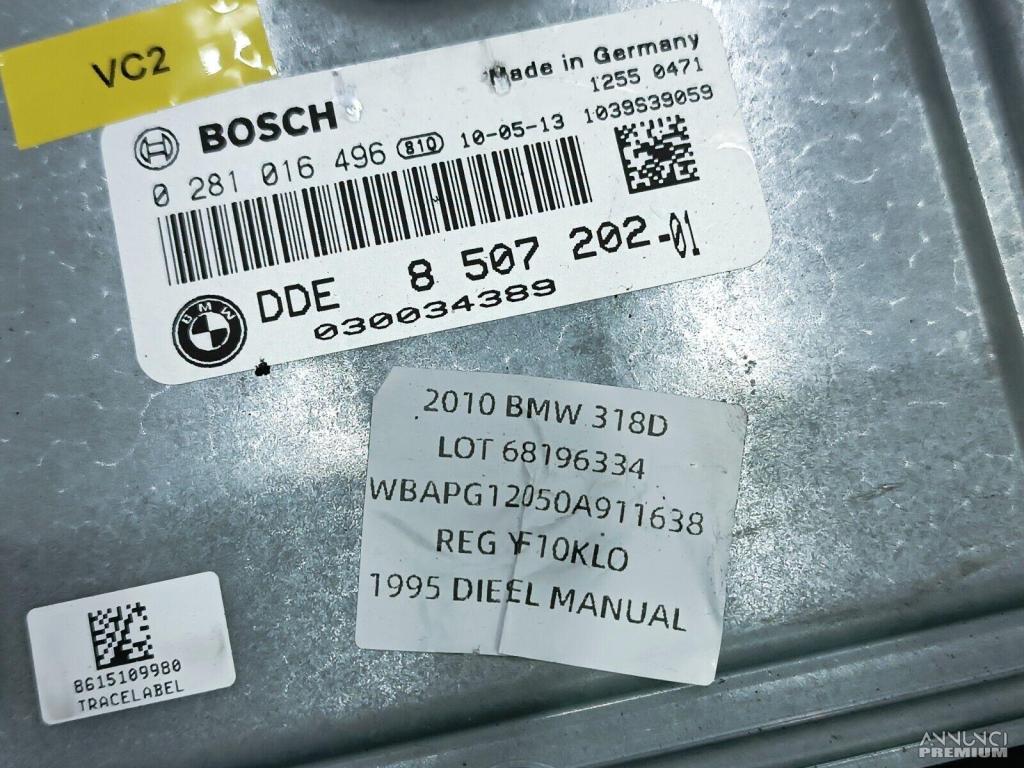 VC2
Made in Germany
1255 0471
BOSCH
10-05-13 1039S39059
0 281 016 496 810
DDE 8 507 202-01
030034389
BMW
2010 BMW 318D
LOT 68196334
WBAPG12050A911638
REG YF10KLO
1995 DIEEL MANUAL
8615109980
TRACELABEL
ANNUNCI
PREMIUM